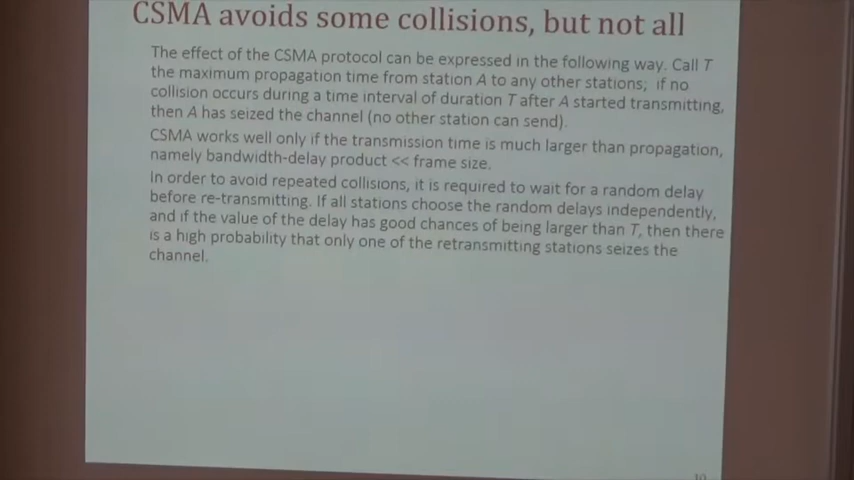 CSMA avoids some collisions, but not all
The effect of the CSMA protocol can be expressed in the following way. Call T
the maximum propagation time from station A to any other stations; if no
collision occurs during a time interval of duration T after A started transmitting,
then A has seized the channel (no other station can send).
CSMA works well only if the transmission time is much larger than propagation,
namely bandwidth-delay product << frame size.
In order to avoid repeated collisions, it is required to wait for a random delay
before re-transmitting. If all stations choose the random delays independently,
and if the value of the delay has good chances of being larger than T, then there
is a high probability that only one of the retransmitting stations seizes the
channel.